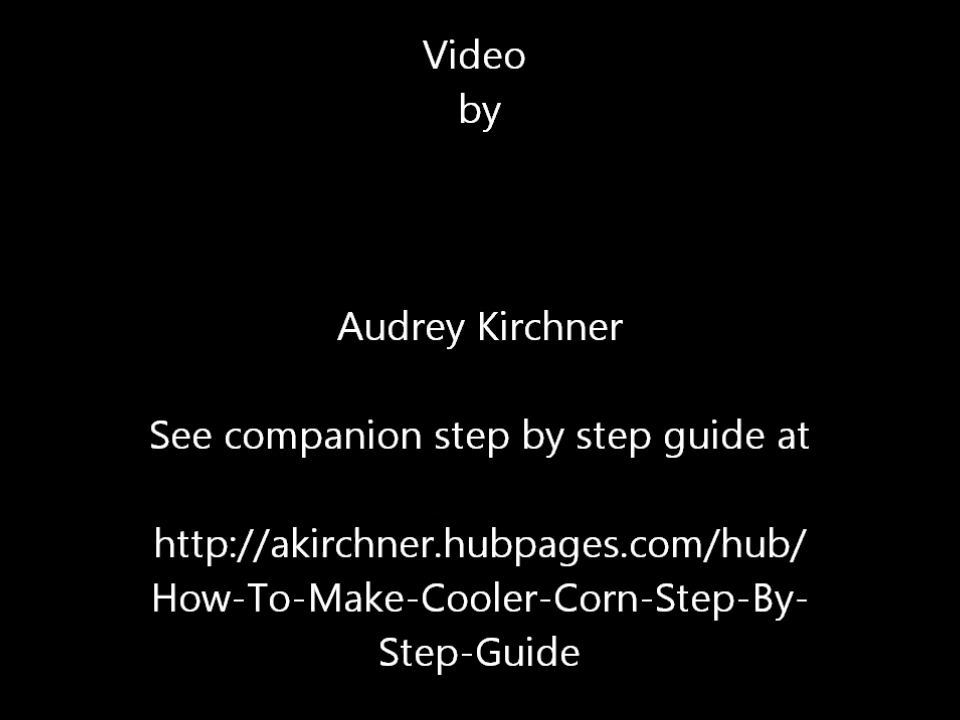 Video
by
Audrey Kirchner
See companion step by step guide at
http://akirchner.hubpages.com/hub/
How-To-Make-Cooler-Corn-Step-By-
Step-Guide